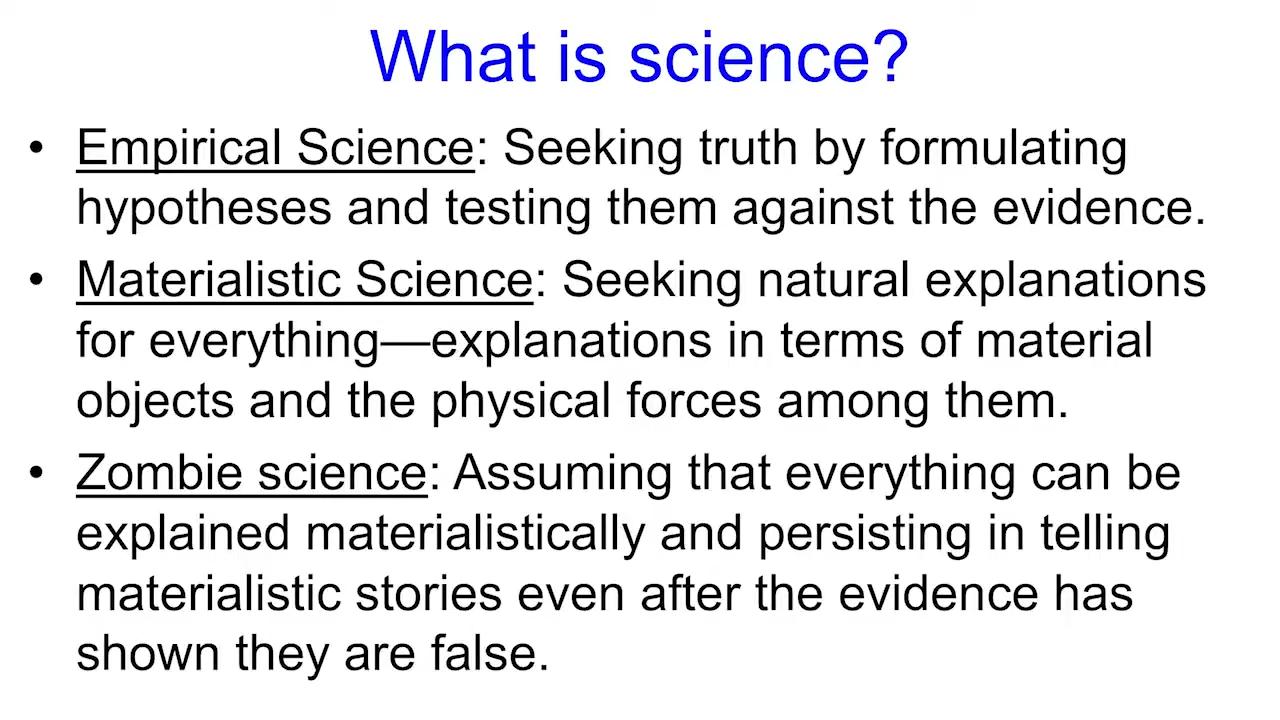 What is science?
• Empirical Science: Seeking truth by formulating
hypotheses and testing them against the evidence.
• Materialistic Science: Seeking natural explanations
for everything—explanations in terms of material
objects and the physical forces among them.
• Zombie science: Assuming that everything can be
explained materialistically and persisting in telling
materialistic stories even after the evidence has
shown they are false.